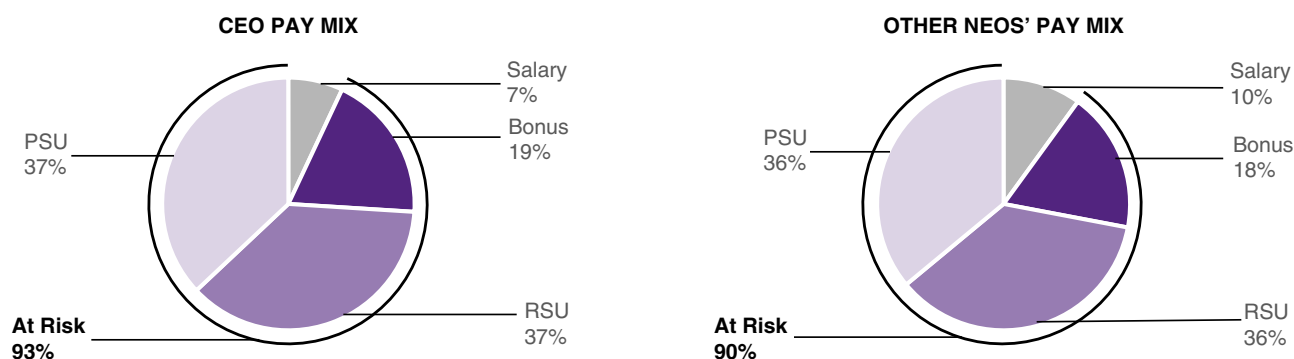 CEO PAY MIX
Salary
7%
Bonus
19%
PSU
37%
RSU
37%
At Risk
93%
OTHER NEOS’ PAY MIX
Salary
10%
Bonus
18%
PSU
36%
RSU
36%
At Risk
90%